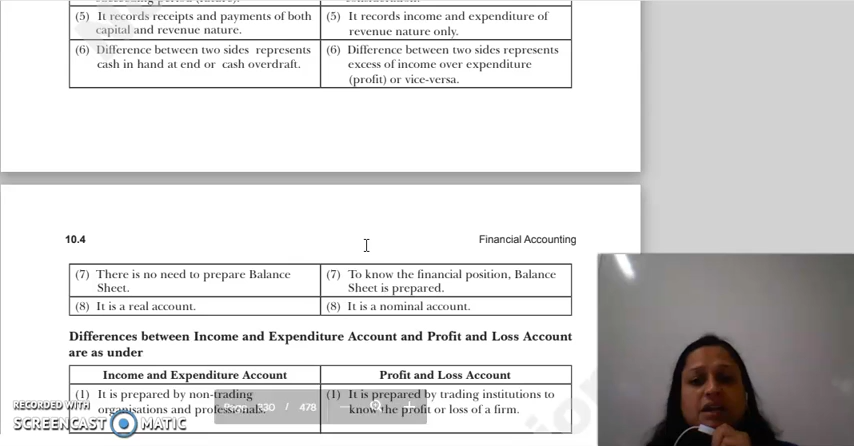 (5) It records receipts and payments of both
capital and revenue nature.
(5) It records income and expenditure of
revenue nature only.
(6) Difference between two sides represents
cash in hand at end or cash overdraft.
(6) Difference between two sides represents
excess of income over expenditure
(profit) or vice-versa.
10.4
Financial Accounting
(7) There is no need to prepare Balance
Sheet.
(7) To know the financial position, Balance
Sheet is prepared.
(8) It is a real account.
(8) It is a nominal account.
Differences between Income and Expenditure Account and Profit and Loss Account
are as under
Income and Expenditure Account
Profit and Loss Account
(1) It is prepared by non-trading
organisations and professionals.
(1) It is prepared by trading institutions to
know the profit or loss of a firm.
Page 330 / 478
RECORDED WITH
SCREENCAST MATIC